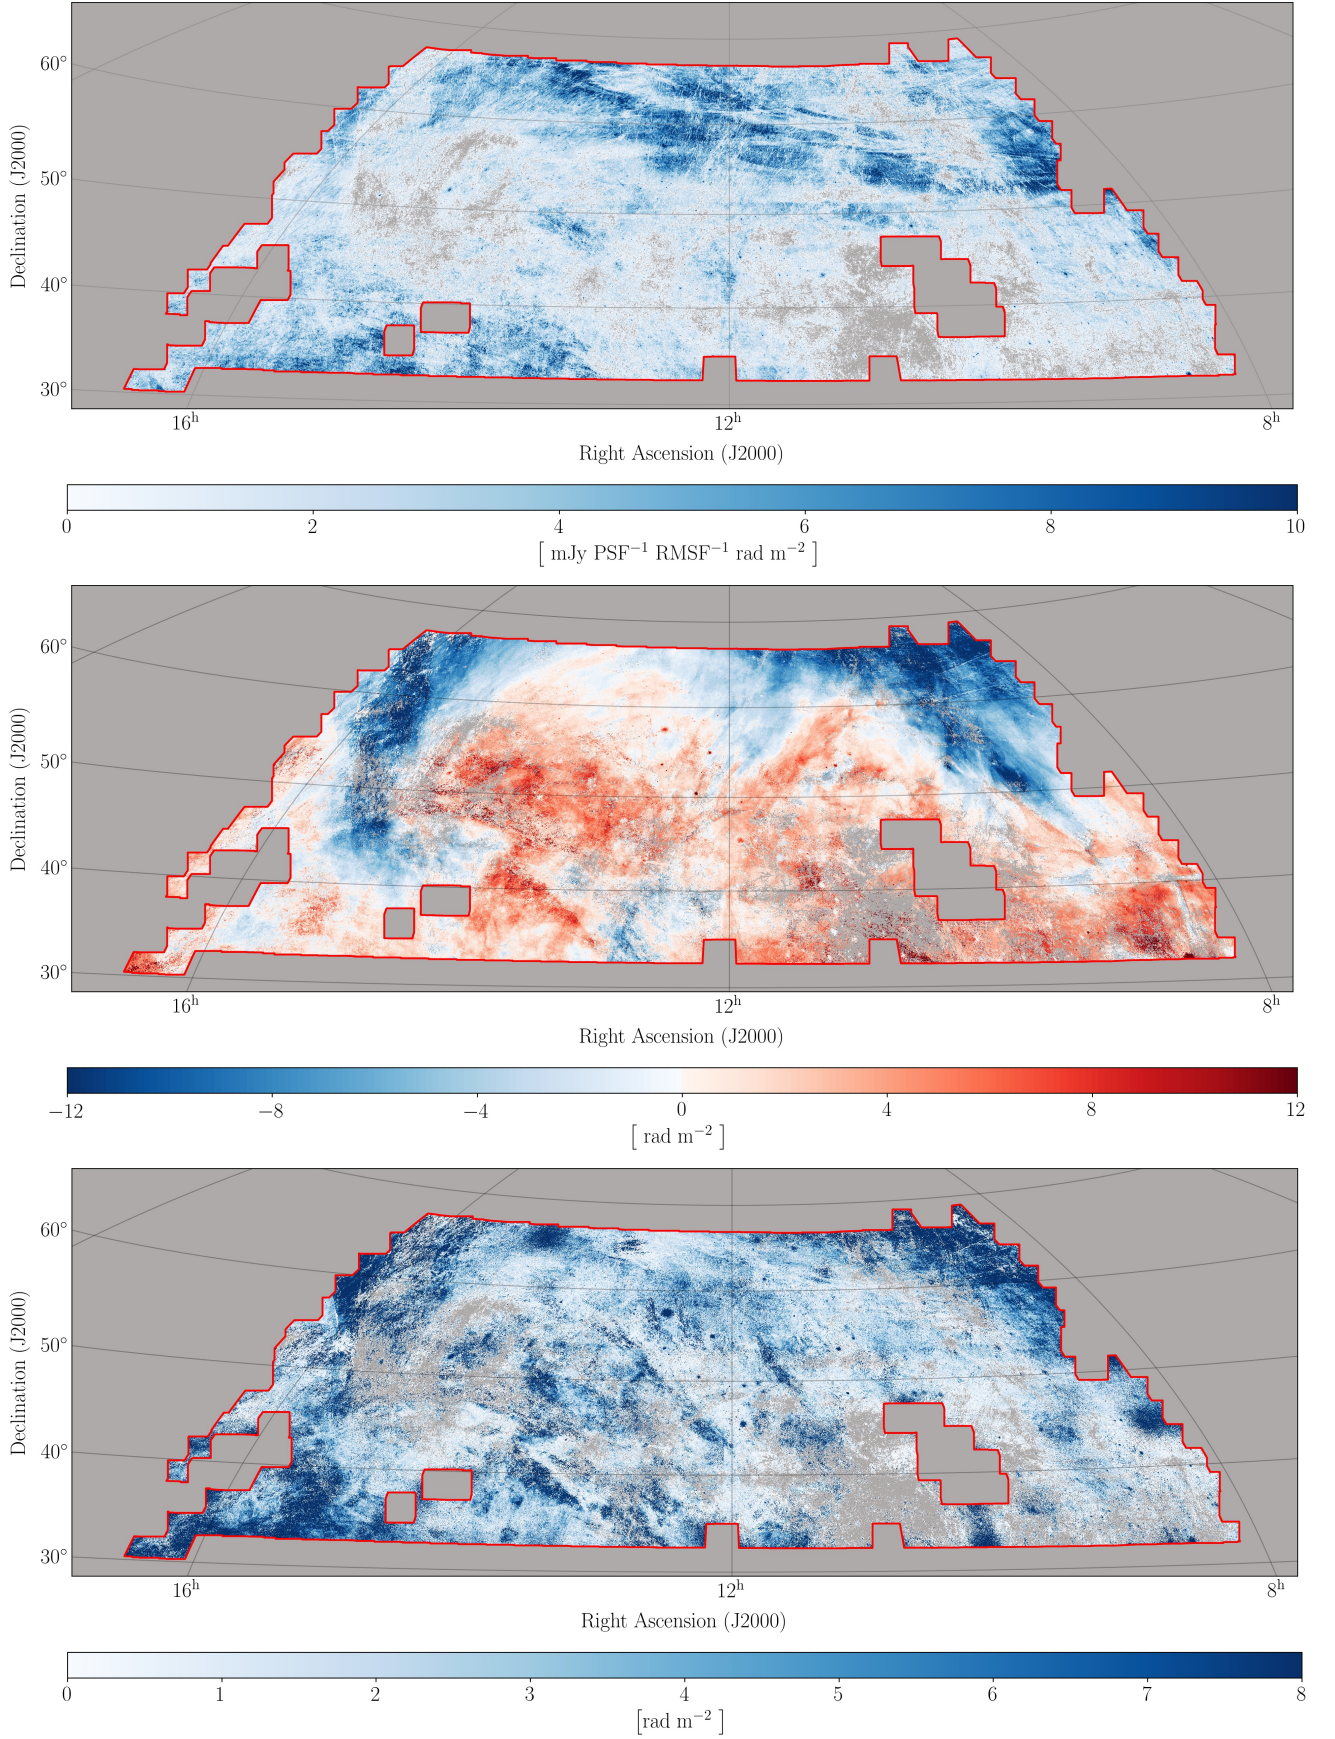 60°
50°
40°
30°
Declination (J2000)
16ʰ 12ʰ 8ʰ
Right Ascension (J2000)
0 2 4 6 8 10
[ mJy PSF⁻¹ RMSF⁻¹ rad m⁻² ]
60°
50°
40°
30°
Declination (J2000)
16ʰ 12ʰ 8ʰ
Right Ascension (J2000)
−12 −8 −4 0 4 8 12
[ rad m⁻² ]
60°
50°
40°
30°
Declination (J2000)
16ʰ 12ʰ 8ʰ
Right Ascension (J2000)
0 1 2 3 4 5 6 7 8
[rad m⁻² ]